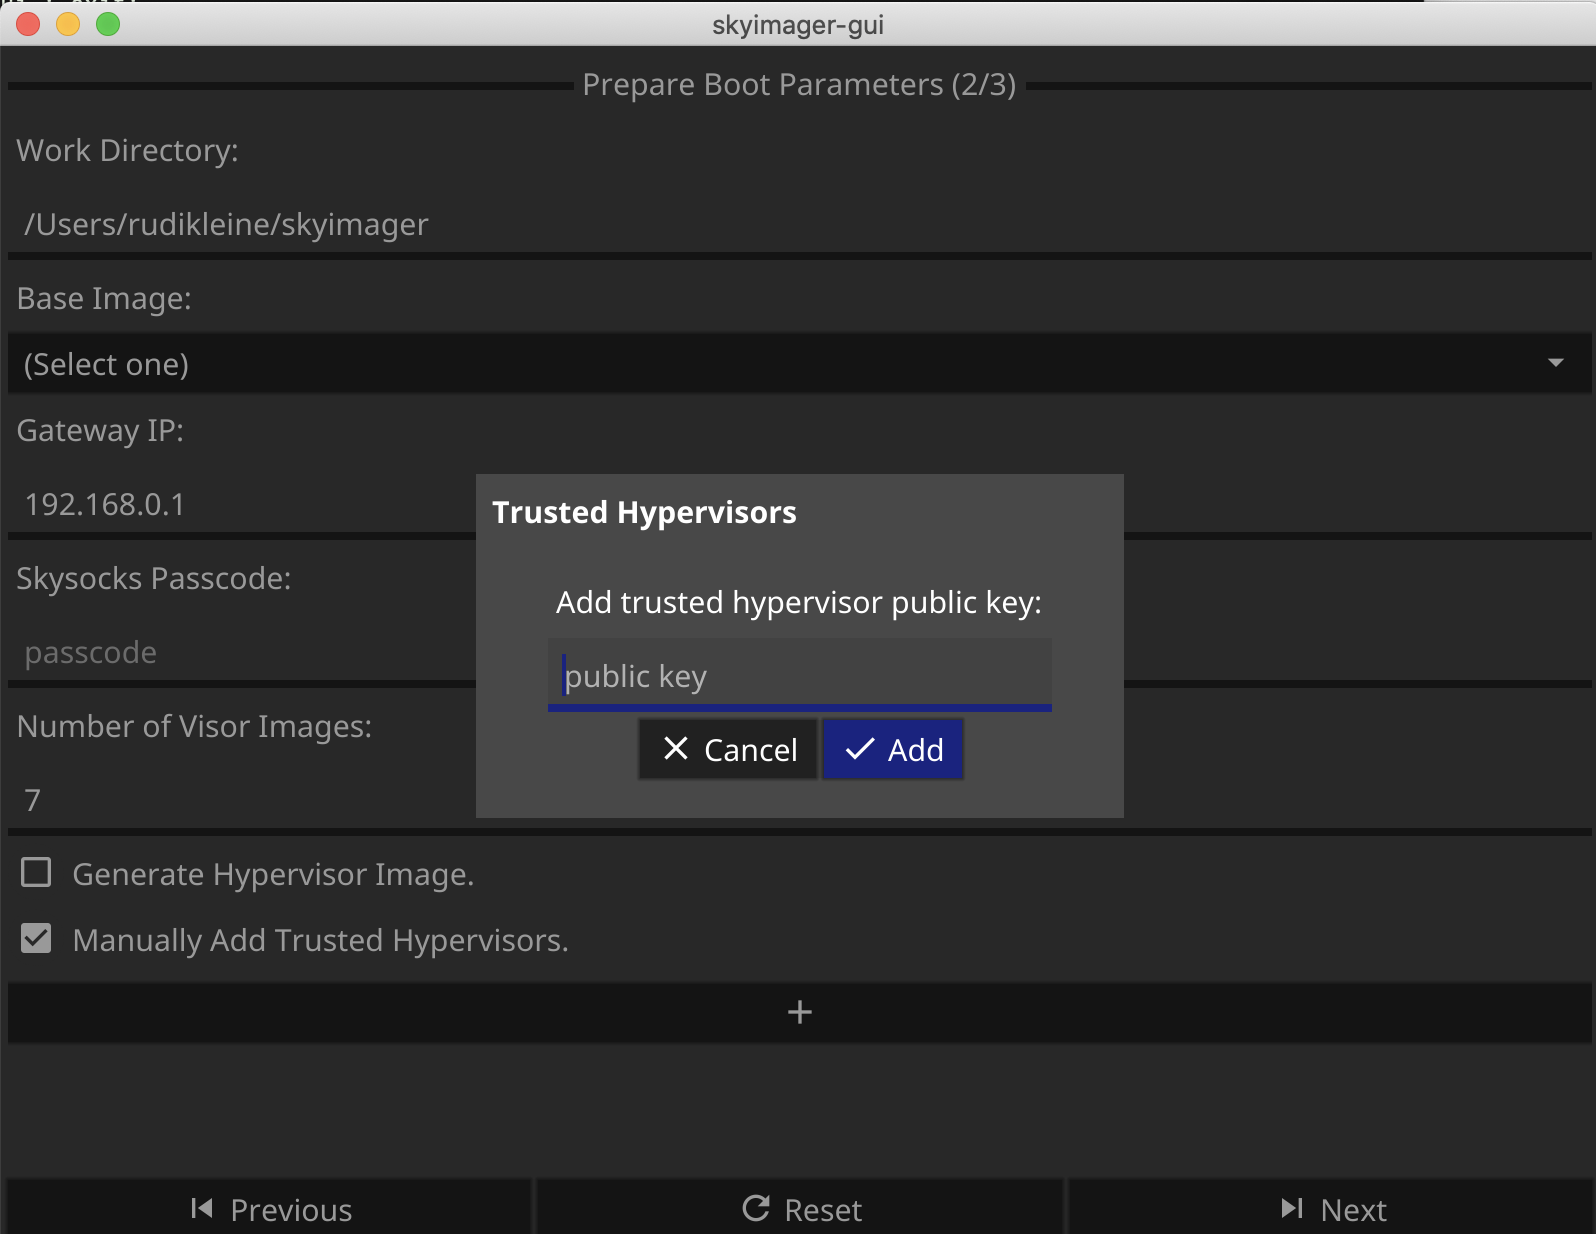 skyimager-gui
Prepare Boot Parameters (2/3)
Work Directory:
/Users/rudikleine/skyimager
Base Image:
(Select one)
Gateway IP:
192.168.0.1
Skysocks Passcode:
passcode
Number of Visor Images:
7
Trusted Hypervisors
Add trusted hypervisor public key:
public key
Cancel
Add
Generate Hypervisor Image.
Manually Add Trusted Hypervisors.
+
Previous
Reset
Next